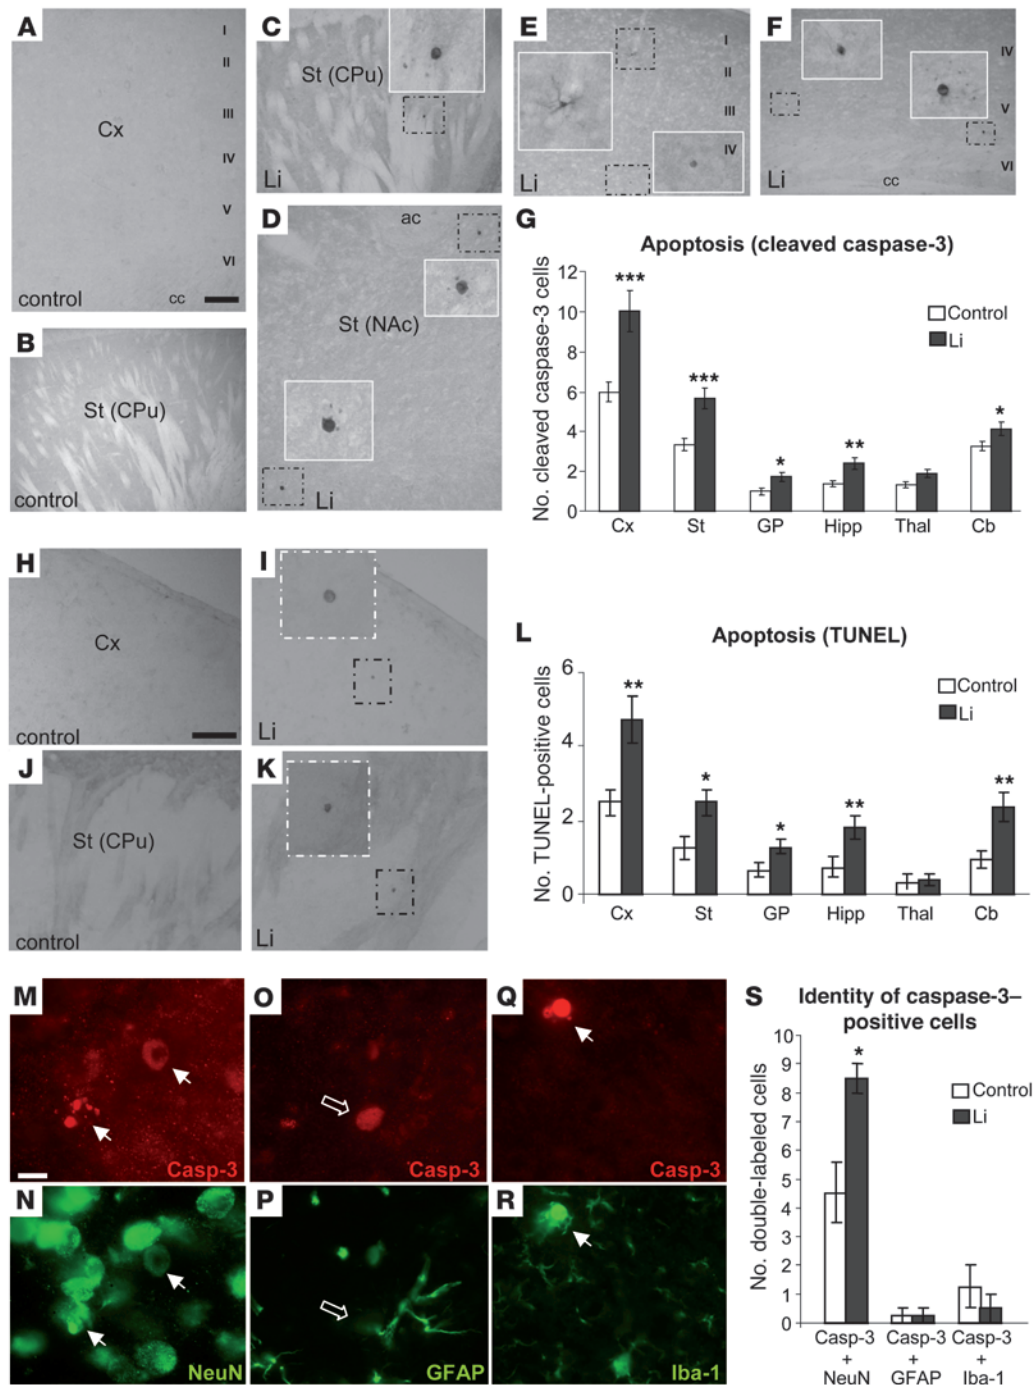 A
I
II
Cx
III
IV
V
VI
control
cc
B
St (CPu)
control
C
St (CPu)
Li
D
ac
St (NAc)
Li
E
I
II
III
IV
Li
F
IV
V
VI
Li
cc
G
Apoptosis (cleaved caspase-3)
No. cleaved caspase-3 cells
12
10
8
6
4
2
0
***
***
*
**
*
Control
Li
Cx St GP Hipp Thal Cb
H
Cx
control
I
Li
J
St (CPu)
control
K
Li
L
Apoptosis (TUNEL)
No. TUNEL-positive cells
6
4
2
0
**
*
*
**
**
Control
Li
Cx St GP Hipp Thal Cb
M
Casp-3
O
Casp-3
Q
Casp-3
N
NeuN
P
GFAP
R
Iba-1
S
Identity of caspase-3–
positive cells
No. double-labeled cells
10
9
8
7
6
5
4
3
2
1
0
*
Control
Li
Casp-3 Casp-3 Casp-3
+ + +
NeuN GFAP Iba-1